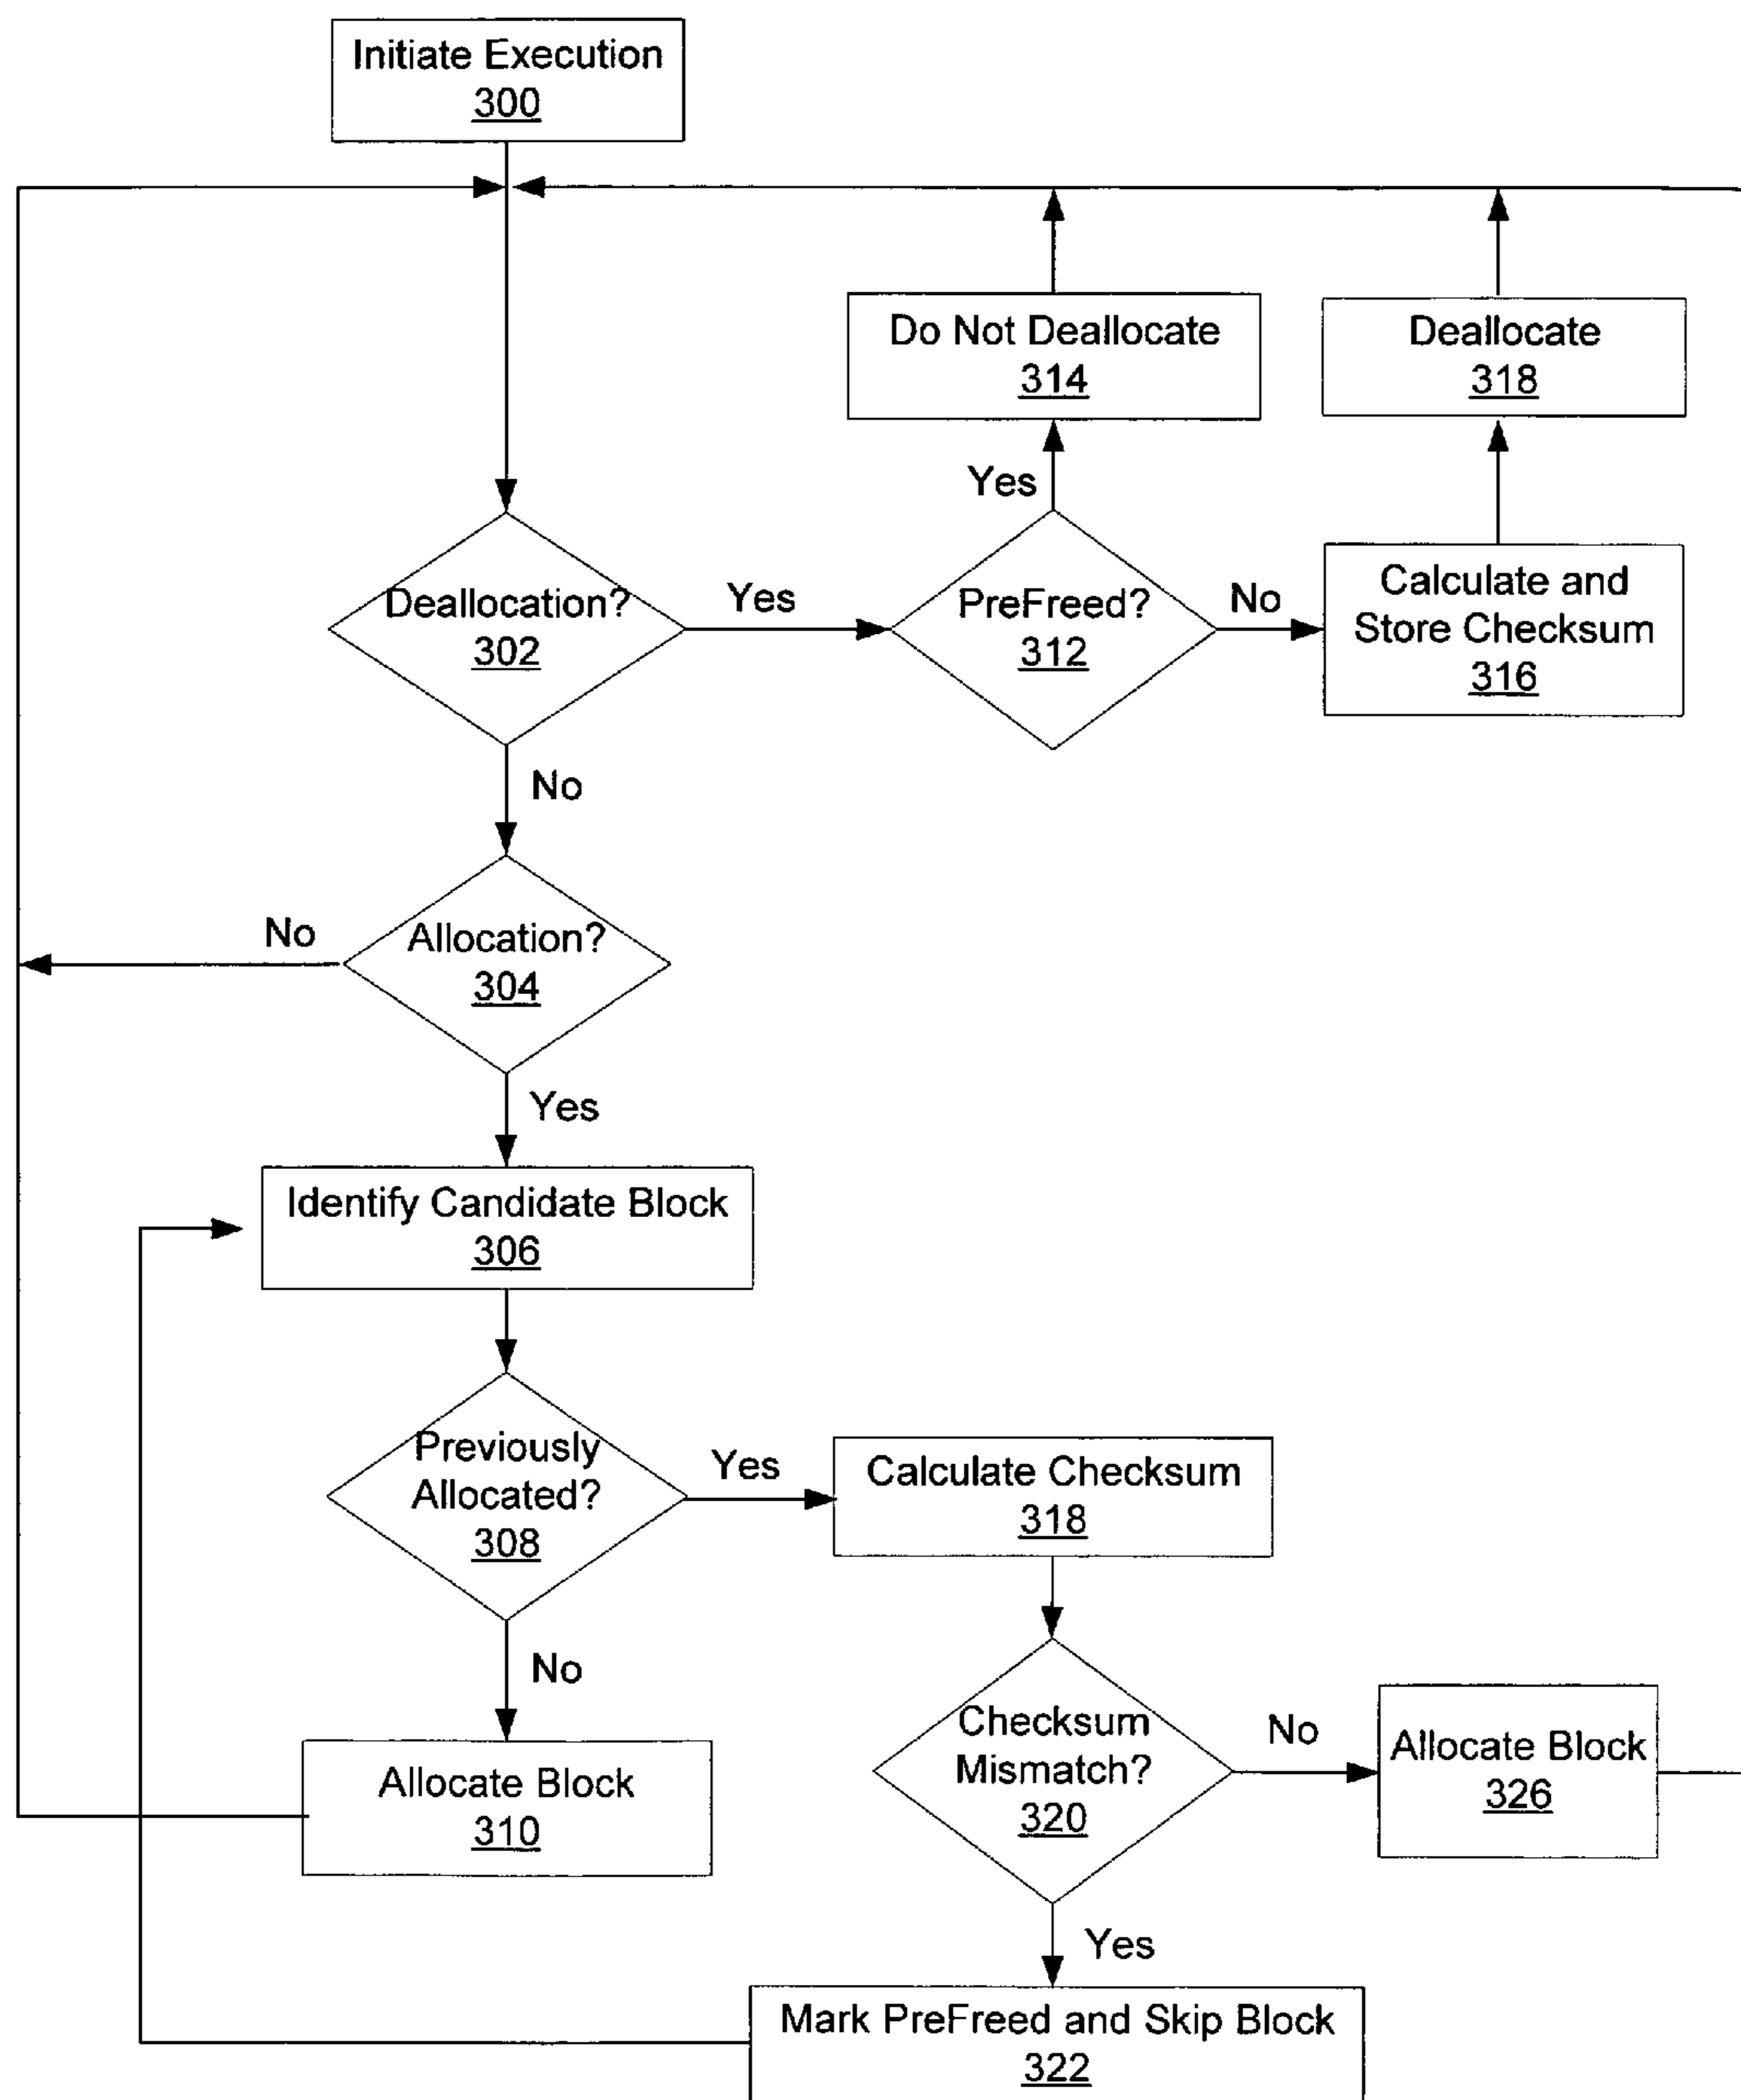 Initiate Execution
300
Do Not Deallocate
314
Deallocate
318
Yes
Deallocation?
302
Yes
PreFreed?
312
No
Calculate and
Store Checksum
316
No
No
Allocation?
304
Yes
Identify Candidate Block
306
Previously
Allocated?
308
Yes
Calculate Checksum
318
No
Checksum
Mismatch?
320
No
Allocate Block
326
Allocate Block
310
Yes
Mark PreFreed and Skip Block
322